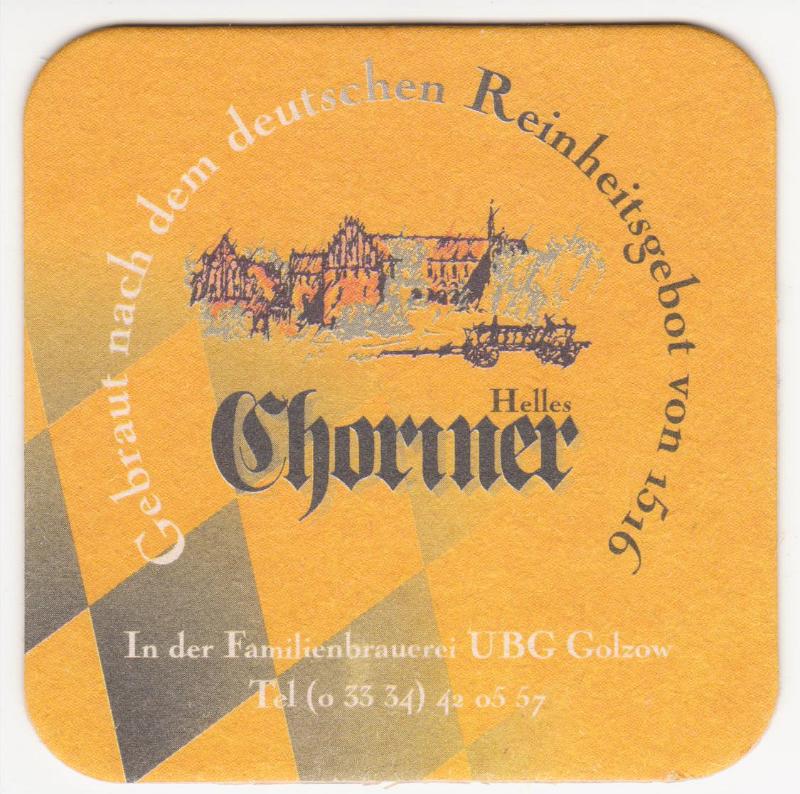 Gebraut nach dem deutschen Reinheitsgebot von 1516
Helles
Choriner
In der Familienbrauerei UBG Golzow
Tel (0 33 34) 42 05 57